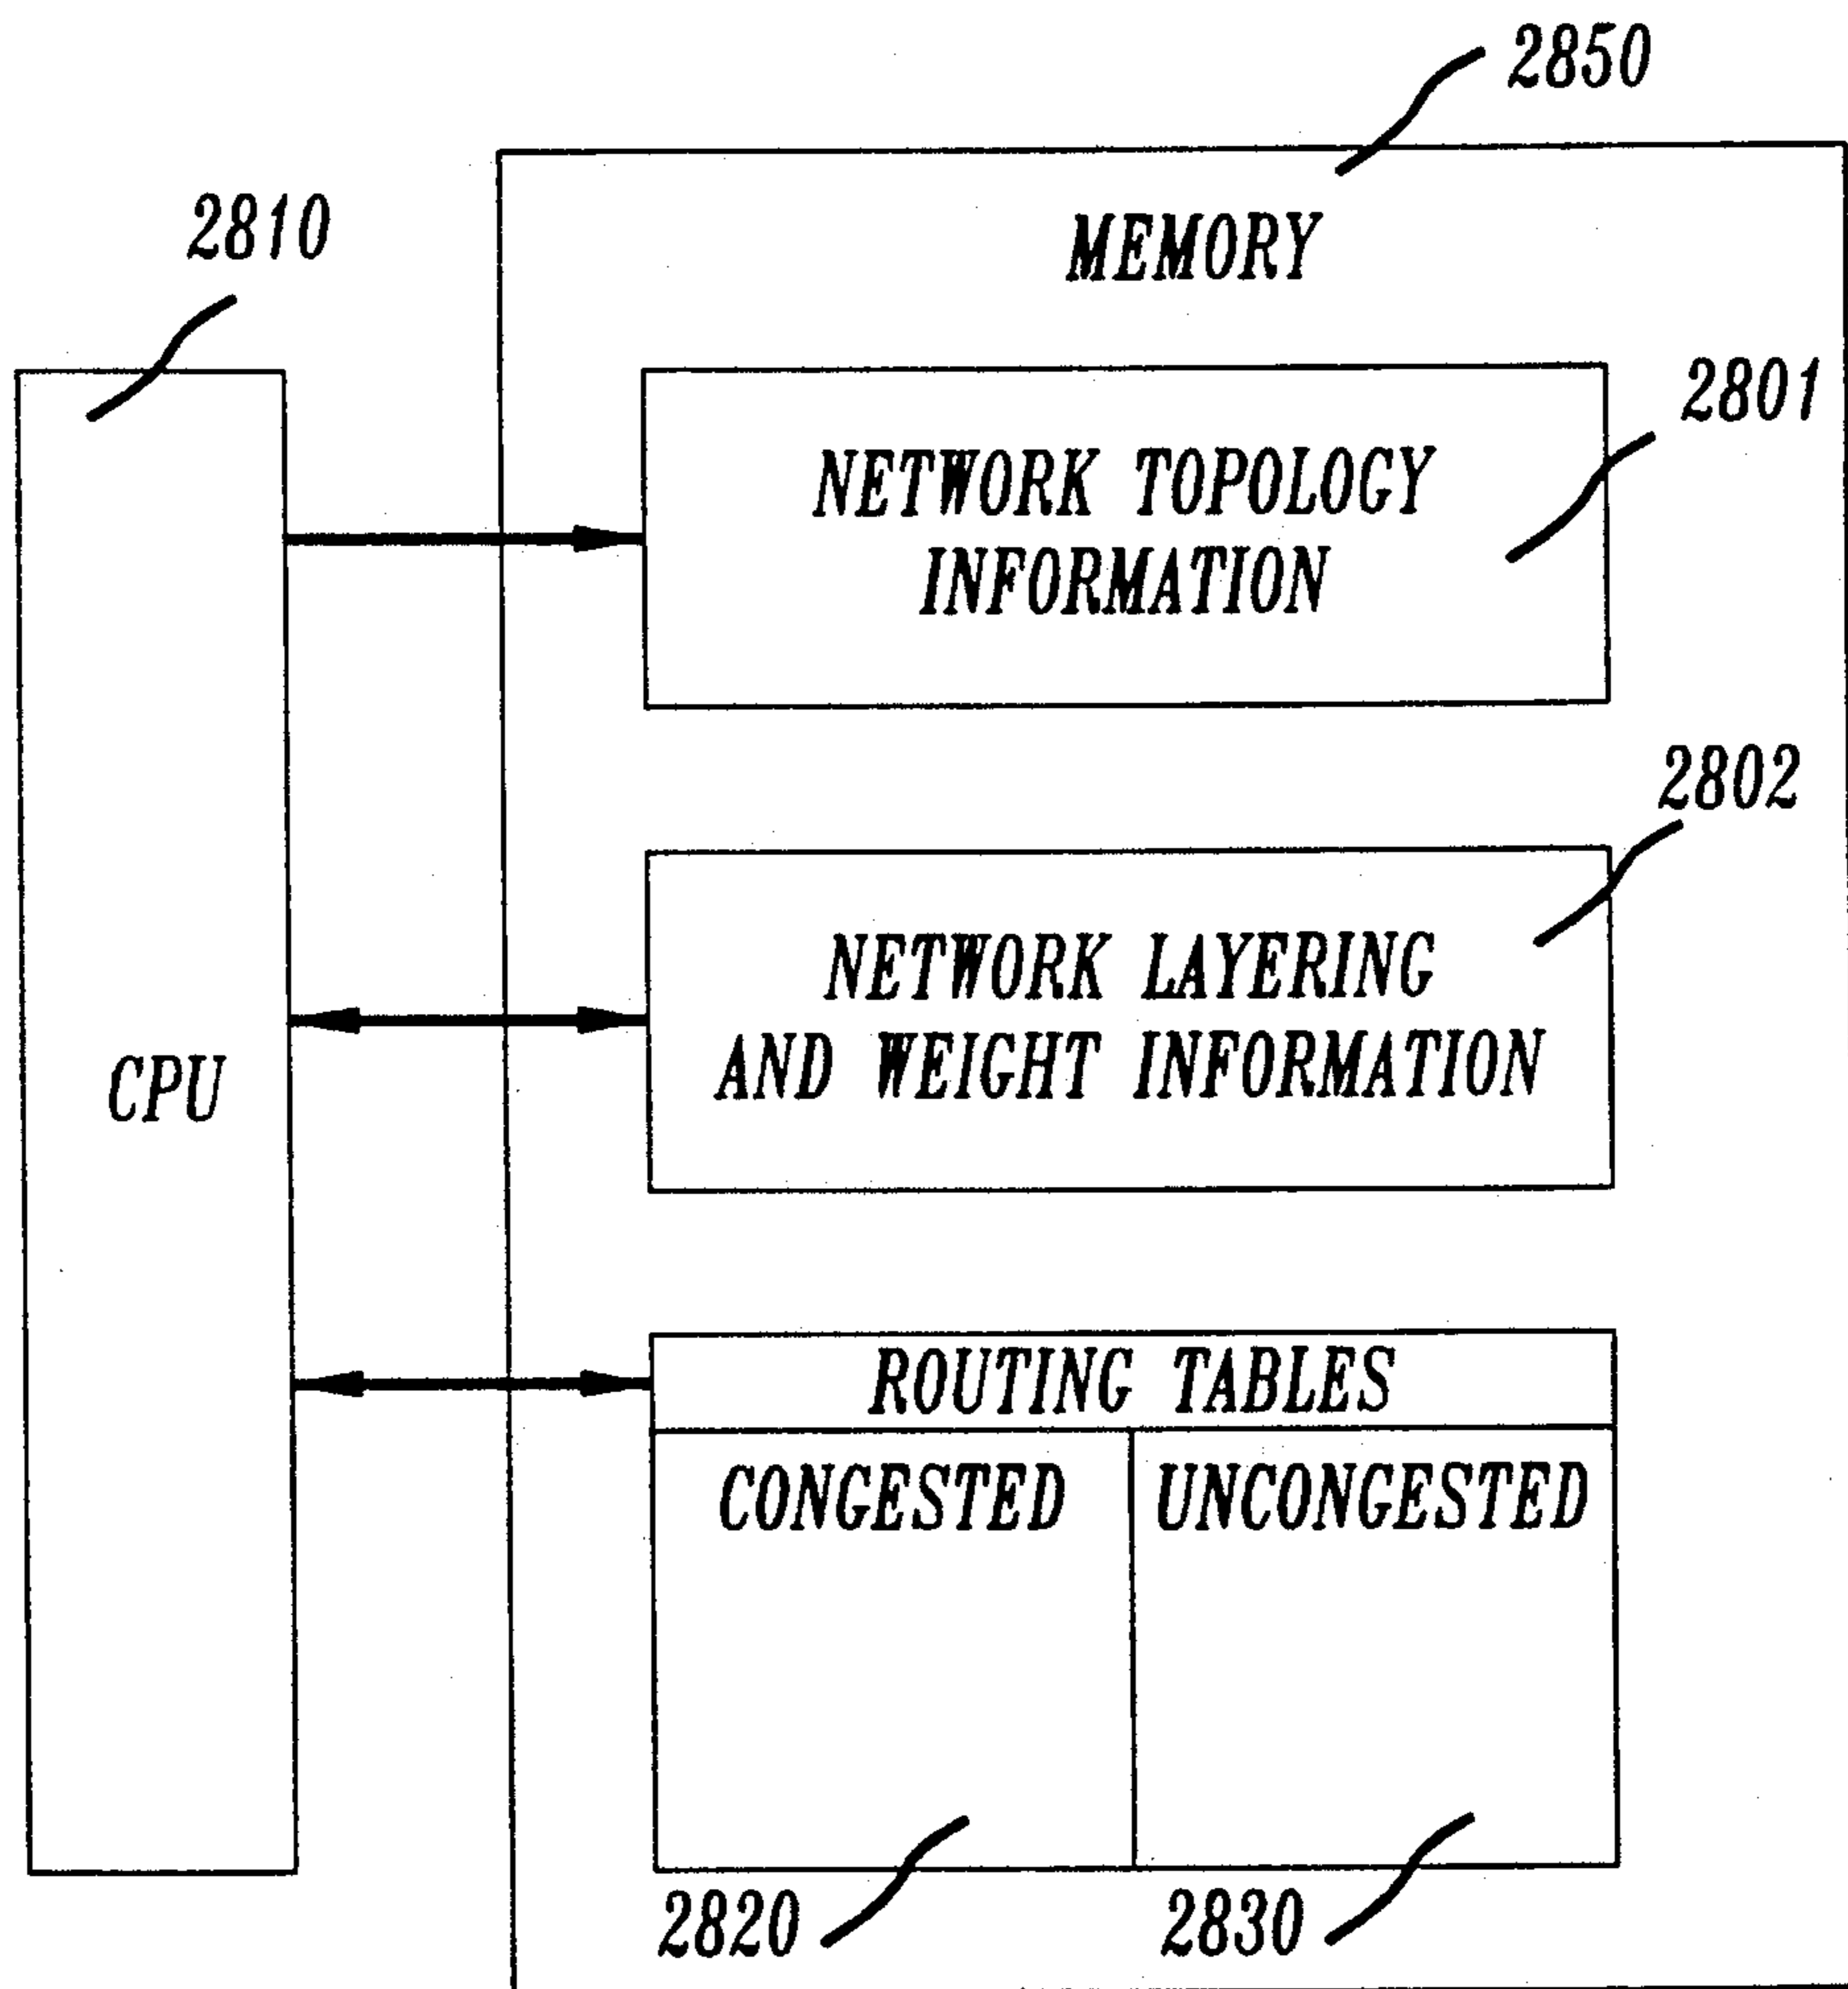 2850
2810
MEMORY
2801
NETWORK TOPOLOGY
INFORMATION
2802
NETWORK LAYERING
AND WEIGHT INFORMATION
CPU
ROUTING TABLES
CONGESTED
UNCONGESTED
2820
2830